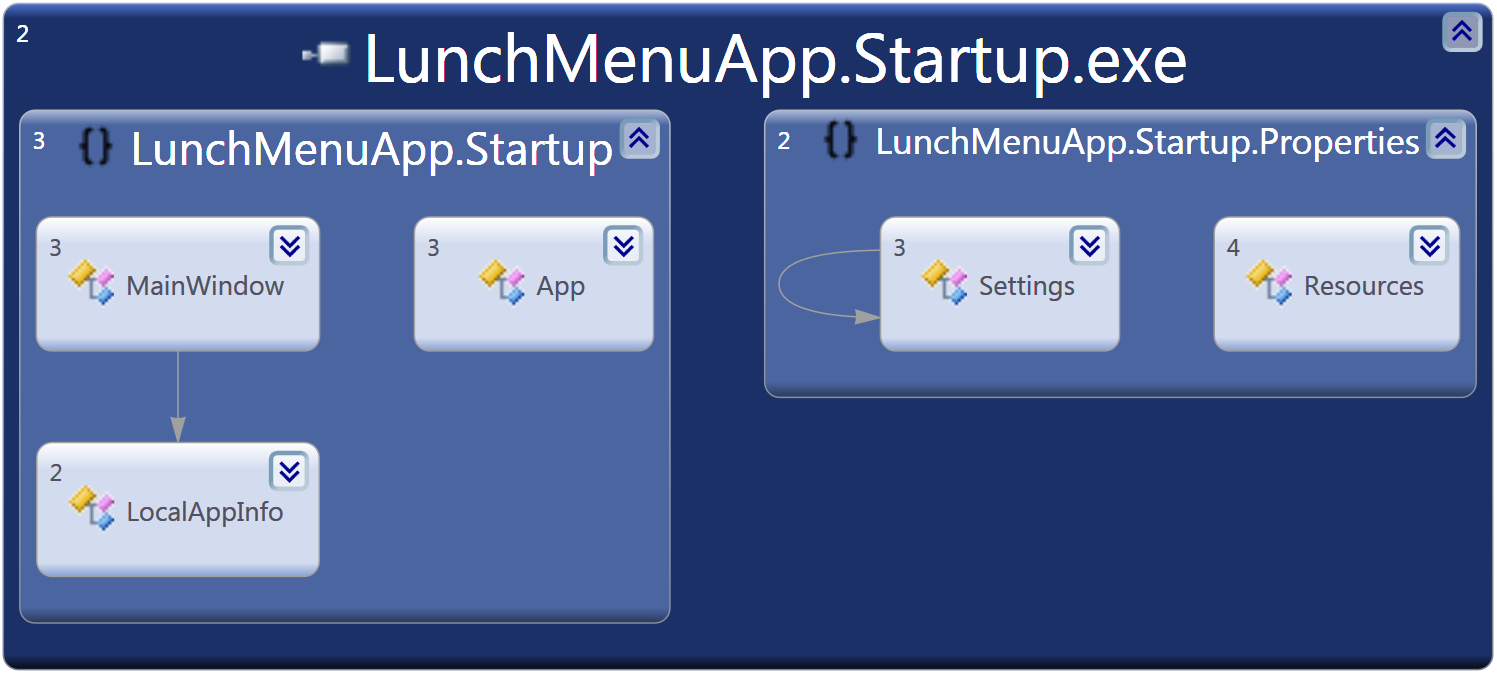 2
LunchMenuApp.Startup.exe
3 {} LunchMenuApp.Startup
2 {} LunchMenuApp.Startup.Properties
3
MainWindow
3
App
3
Settings
4
Resources
2
LocalAppInfo